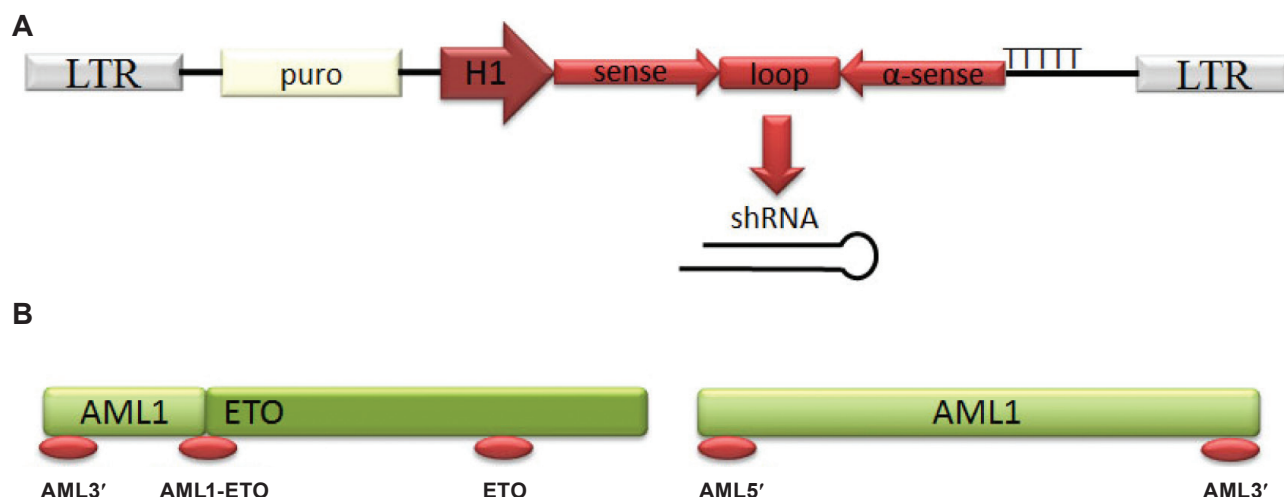 A
LTR puro H1 sense loop α-sense TTTTT LTR
shRNA
B
AML1 ETO AML1
AML3′ AML1-ETO ETO AML5′ AML3′